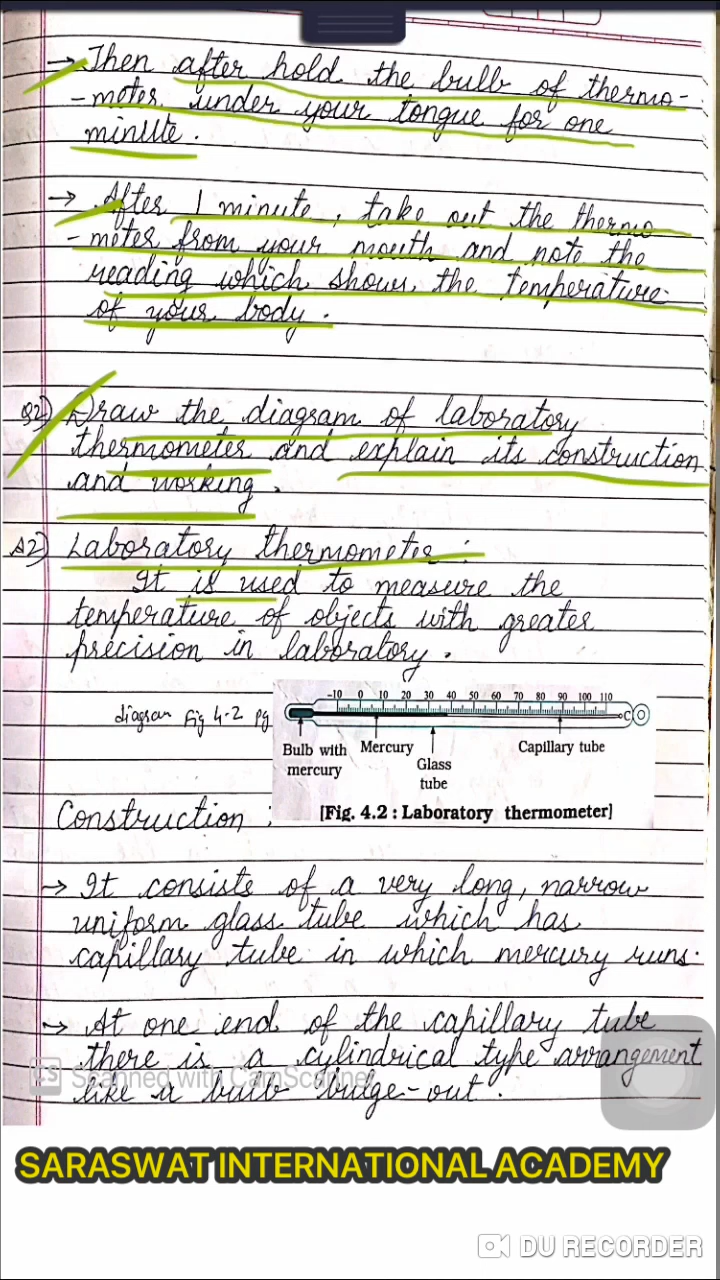 → Then after hold the bulb of thermo-
-meter under your tongue for one
minute.
→ After 1 minute, take out the thermo
-meter from your mouth and note the
reading which shows the temperature
of your body.
Q2) Draw the diagram of laboratory
thermometer and explain its construction
and working.
A2) Laboratory thermometer :
It is used to measure the
temperature of objects with greater
precision in laboratory.
diagram Fig 4.2 Pg
-10 0 10 20 30 40 50 60 70 80 90 100 110
°C
Bulb with mercury
Mercury
Glass tube
Capillary tube
[Fig. 4.2 : Laboratory thermometer]
Construction :
→ It consists of a very long, narrow
uniform glass tube which has
capillary tube in which mercury runs.
→ At one end of the capillary tube
there is a cylindrical type arrangement
like a bulb bulge-out.
CS Scanned with CamScanner
SARASWAT INTERNATIONAL ACADEMY
DU RECORDER